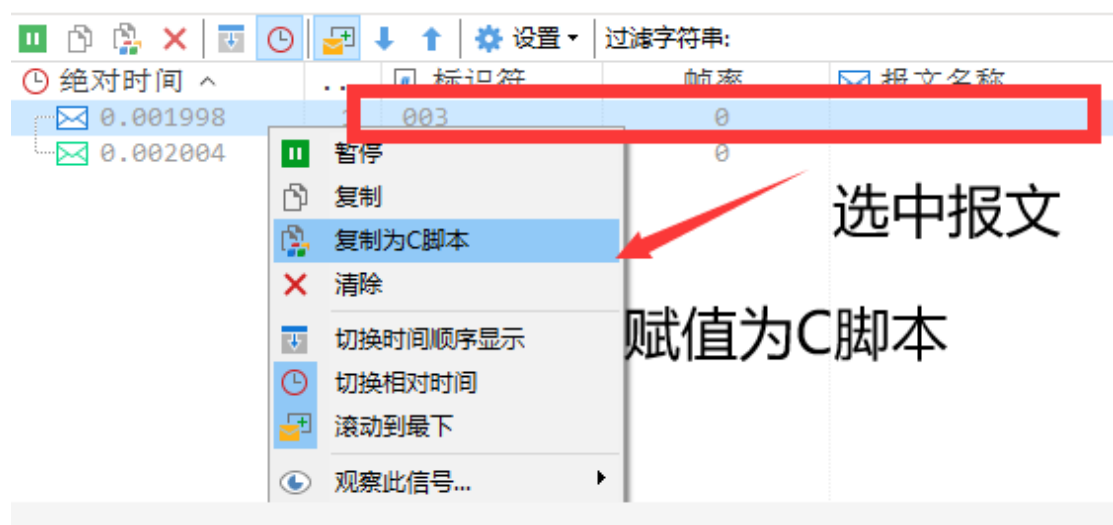 设置 过滤字符串:
绝对时间 .. 标识符 帧率 报文名称
0.001998 003 0
0.002004 0
暂停
复制
复制为C脚本
清除
切换时间顺序显示
切换相对时间
滚动到最下
观察此信号...
选中报文
赋值为C脚本